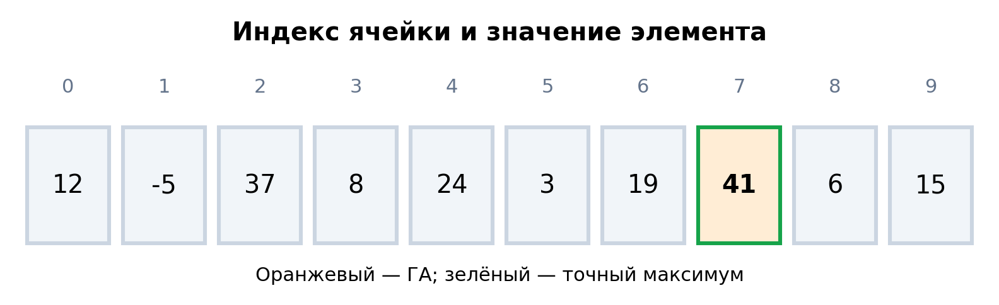 Индекс ячейки и значение элемента
0 1 2 3 4 5 6 7 8 9
12 -5 37 8 24 3 19 41 6 15
Оранжевый — ГА; зелёный — точный максимум